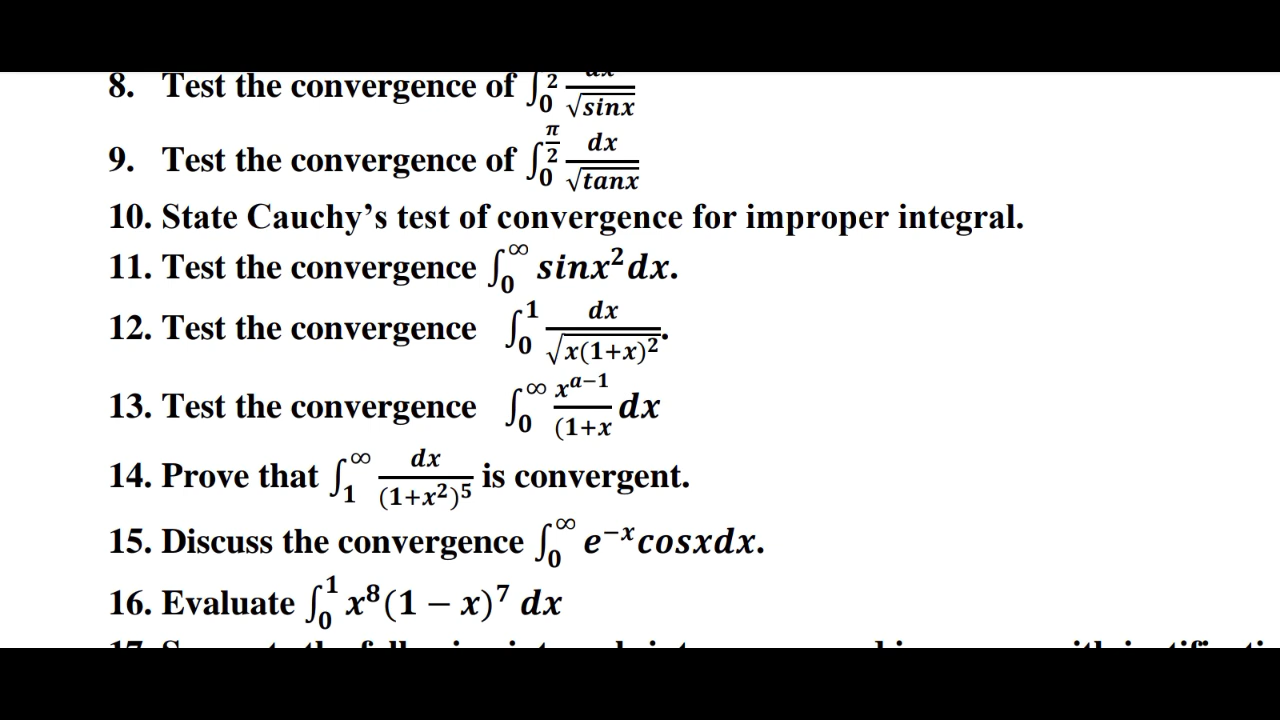 8. Test the convergence of ∫₀^2 dx/√sinx
9. Test the convergence of ∫₀^(π/2) dx/√tanx
10. State Cauchy’s test of convergence for improper integral.
11. Test the convergence ∫₀^∞ sinx² dx.
12. Test the convergence ∫₀^1 dx/√x(1+x)².
13. Test the convergence ∫₀^∞ x^(a−1)/(1+x dx
14. Prove that ∫₁^∞ dx/(1+x²)⁵ is convergent.
15. Discuss the convergence ∫₀^∞ e^(−x) cosxdx.
16. Evaluate ∫₀^1 x⁸(1 − x)⁷ dx